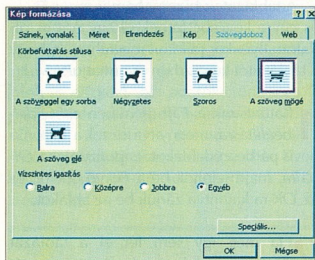 Kép formázása
Színek, vonalak Méret Elrendezés Kép Szövegdoboz Web
Körbefuttatás stílusa
A szöveggel egy sorba Négyzetes Szoros A szöveg mögé
A szöveg elé
Vízszintes igazítás
Balra Középre Jobbra Egyéb
Speciális...
OK Mégse